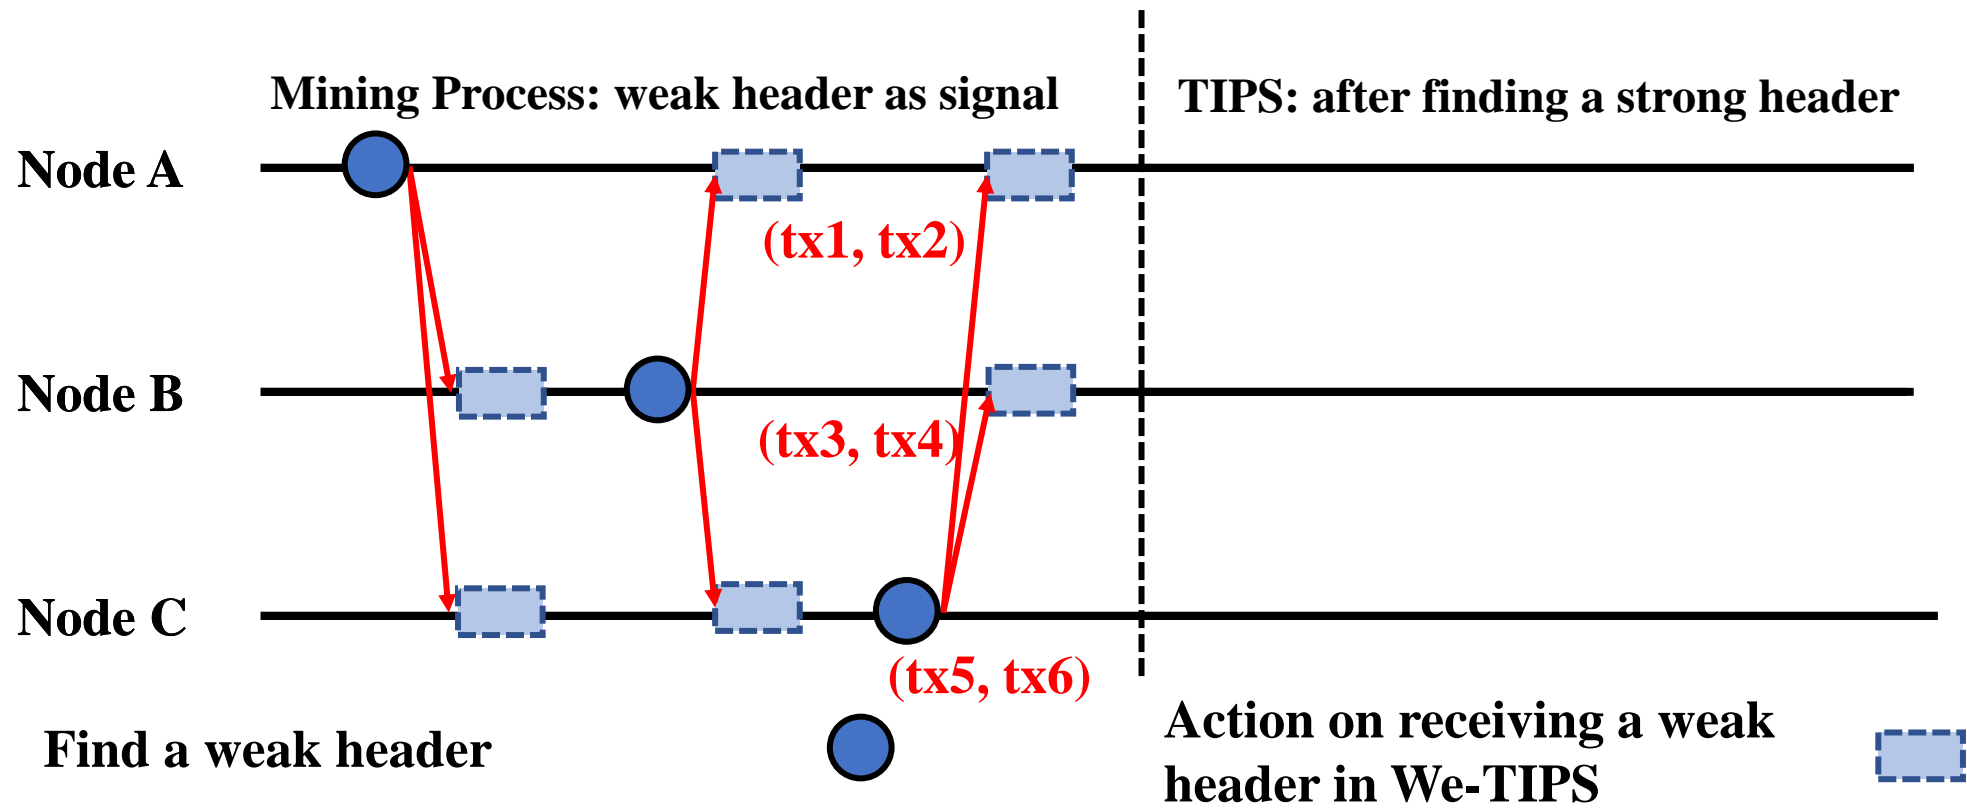 Mining Process: weak header as signal
TIPS: after finding a strong header
Node A
(tx1, tx2)
Node B
(tx3, tx4)
Node C
(tx5, tx6)
Find a weak header
Action on receiving a weak
header in We-TIPS